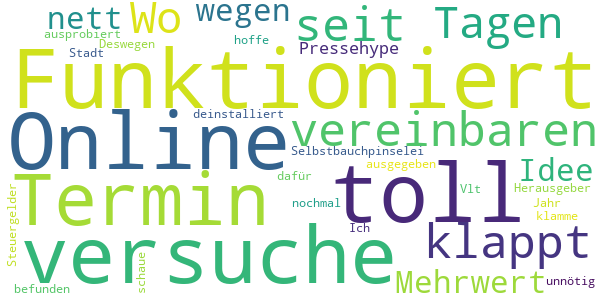 nett Wo wegen seit Tagen
ausprobiert Deswegen hoffe Pressehype
Stadt
Funktioniert
Online deinstalliert vereinbaren
Selbstbauchpinselei
Termin dafür toll ausgegeben Idee
nochmal Vlt Herausgeber
Steuergelder Ich Jahr
klamme
versuche klappt
befunden schaue Mehrwert unnötig